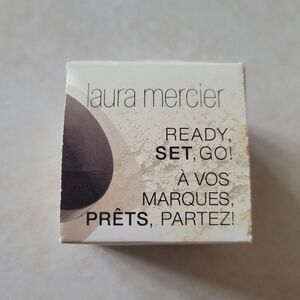 laura mercier
READY,
SET, GO!
À VOS
MARQUES,
PRÊTS, PARTEZ!